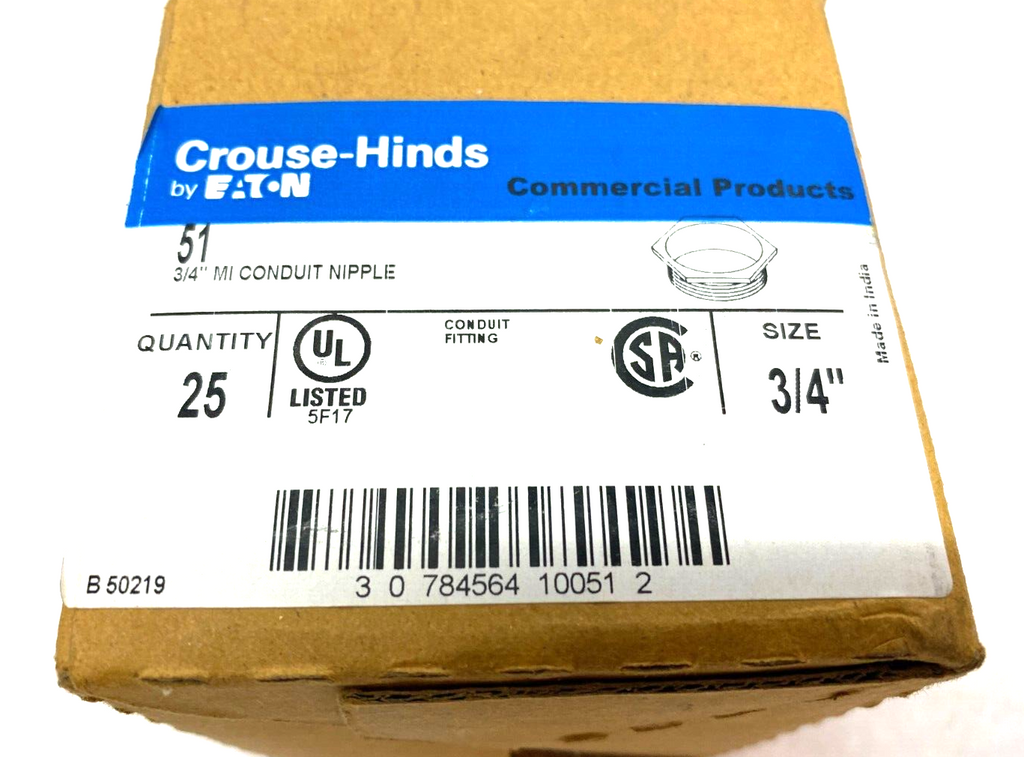 Crouse-Hinds
by EATON
Commercial Products
51
3/4" MI CONDUIT NIPPLE
Made in India
QUANTITY
25
UL
LISTED
5F17
CONDUIT
FITTING
CSA ®
SIZE
3/4"
B 50219
3 0 784564 10051 2